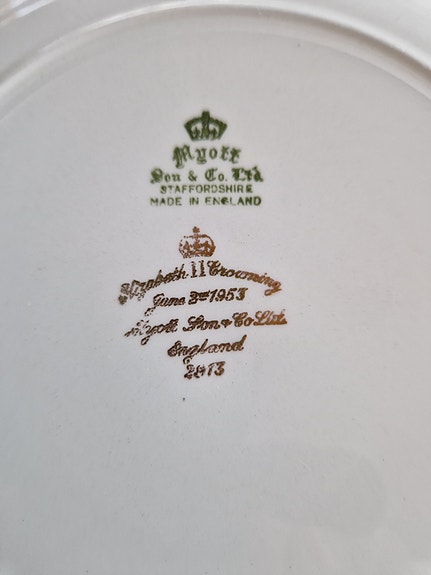 Myott
Son & Co. Ltd
STAFFORDSHIRE
MADE IN ENGLAND
Elizabeth II Crowning
June 2nd 1953
Myott Son & Co Ltd.
England
2813